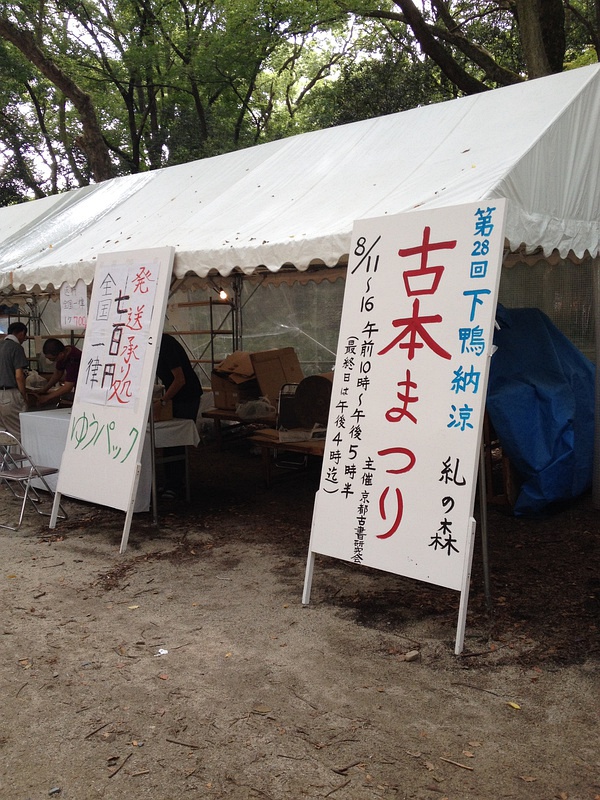 第28回下鴨納涼
糺の森
古本まつり
8/11〜16 午前10時〜午後5時半
(最終日は午後4時迄)
主催 京都古書研究会
発送承り処
全国一律
七百円
ゆうパック